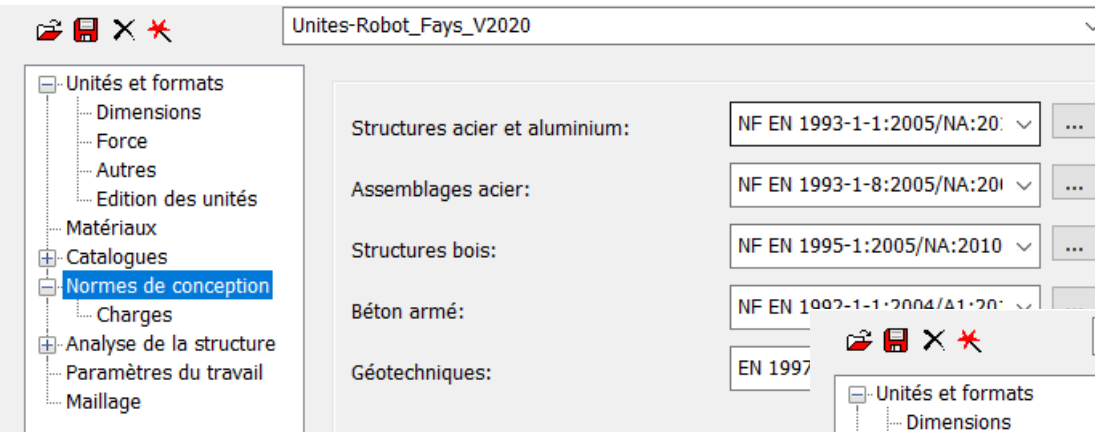 Unites-Robot_Fays_V2020
Unités et formats
Dimensions
Force
Autres
Edition des unités
Matériaux
Catalogues
Normes de conception
Charges
Analyse de la structure
Paramètres du travail
Maillage
Structures acier et aluminium: NF EN 1993-1-1:2005/NA:20 ...
Assemblages acier: NF EN 1993-1-8:2005/NA:20 ...
Structures bois: NF EN 1995-1:2005/NA:2010 ...
Béton armé: NF EN 1992-1-1:2004/A1:20 ...
Géotechniques: EN 1997
Unités et formats
Dimensions